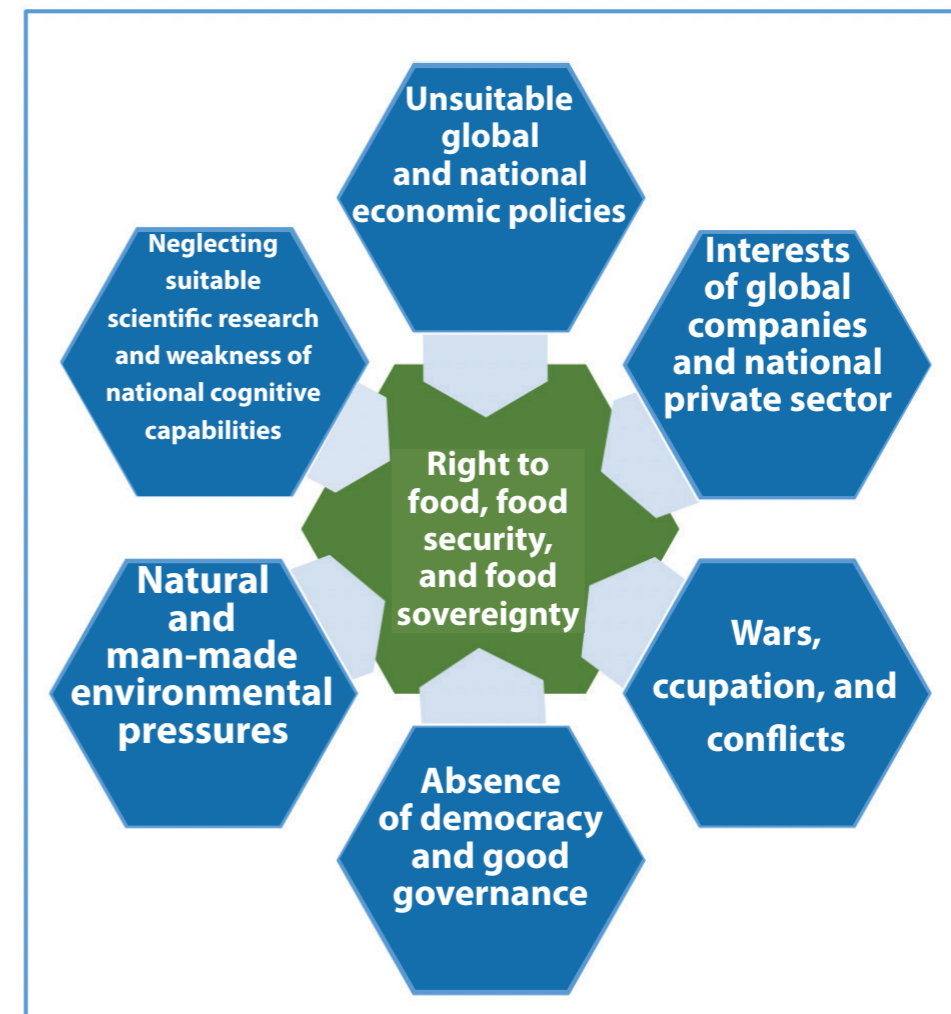 Unsuitable
global
and national
economic policies
Interests
of global
companies
and national
private sector
Wars,
ccupation, and
conflicts
Absence
of democracy
and good
governance
Natural
and
man-made
environmental
pressures
Neglecting
suitable
scientific research
and weakness of
national cognitive
capabilities
Right to
food, food
security,
and food
sovereignty